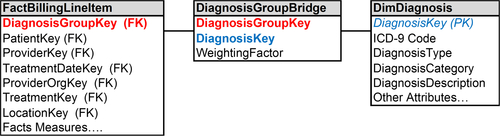 FactBillingLineItem
DiagnosisGroupKey (FK)
PatientKey (FK)
ProviderKey (FK)
TreatmentDateKey (FK)
ProviderOrgKey (FK)
TreatmentKey (FK)
LocationKey (FK)
Facts Measures….
DiagnosisGroupBridge
DiagnosisGroupKey
DiagnosisKey
WeightingFactor
DimDiagnosis
DiagnosisKey (PK)
ICD-9 Code
DiagnosisType
DiagnosisCategory
DiagnosisDescription
Other Attributes…